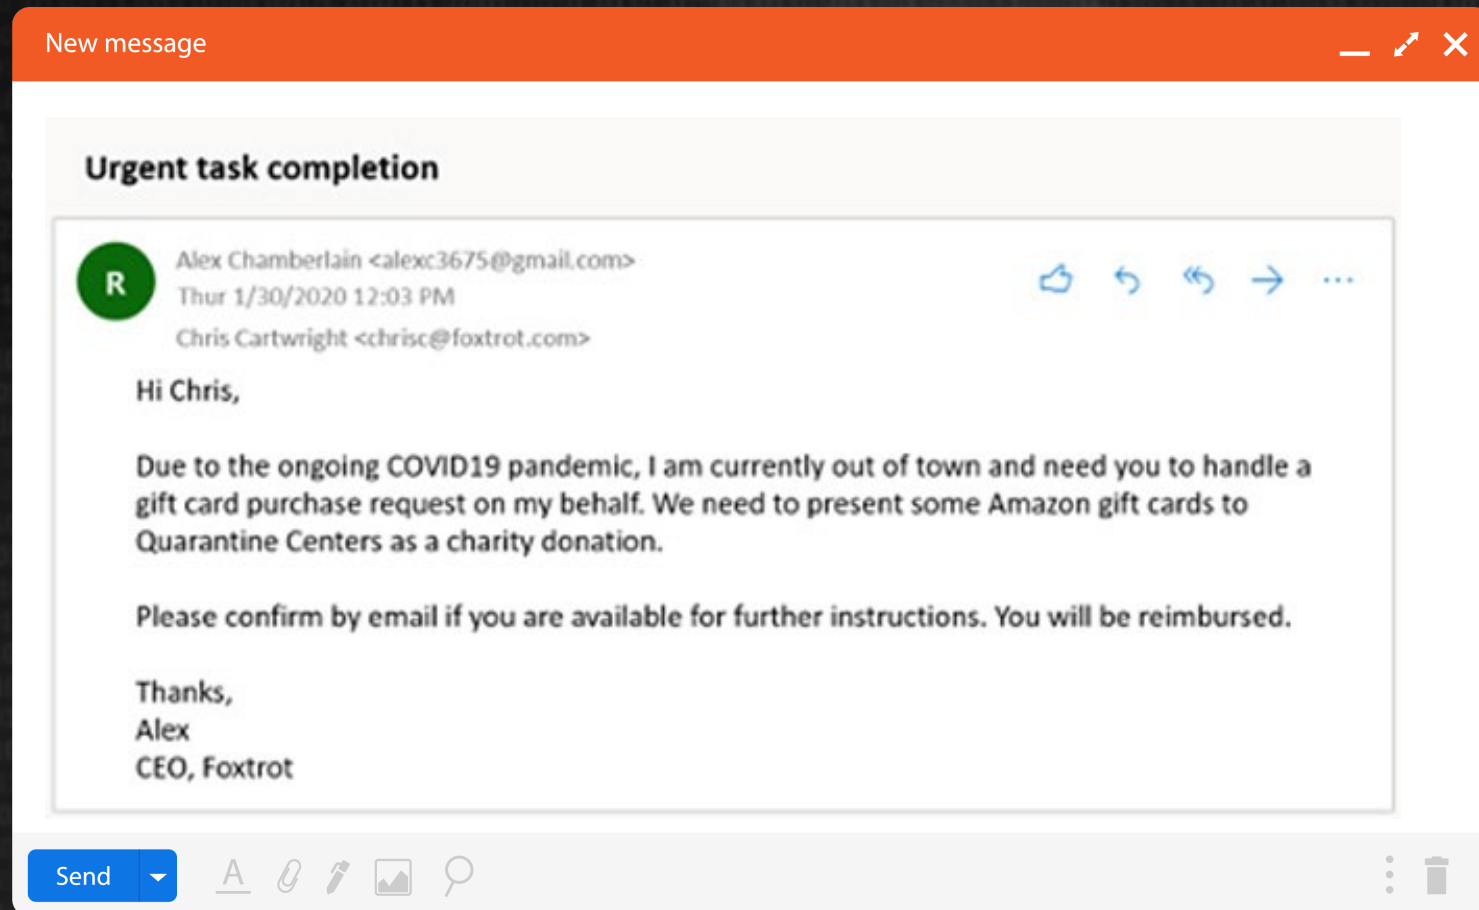 New message
Urgent task completion
R
Alex Chamberlain <alexc3675@gmail.com>
Thur 1/30/2020 12:03 PM
Chris Cartwright <chrisc@foxtrot.com>
Hi Chris,
Due to the ongoing COVID19 pandemic, I am currently out of town and need you to handle a
gift card purchase request on my behalf. We need to present some Amazon gift cards to
Quarantine Centers as a charity donation.
Please confirm by email if you are available for further instructions. You will be reimbursed.
Thanks,
Alex
CEO, Foxtrot
Send
A